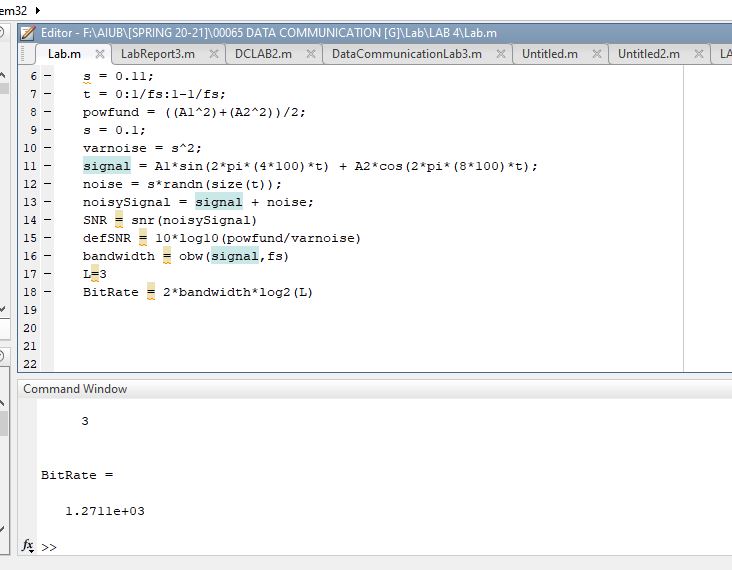 em32
Editor - F:\AIUB\[SPRING 20-21]\00065 DATA COMMUNICATION [G]\Lab\LAB 4\Lab.m
Lab.m LabReport3.m DCLAB2.m DataCommunicationLab3.m Untitled.m Untitled2.m LA
6 – s = 0.11;
7 – t = 0:1/fs:1-1/fs;
8 – powfund = ((A1^2)+(A2^2))/2;
9 – s = 0.1;
10 – varnoise = s^2;
11 – signal = A1*sin(2*pi*(4*100)*t) + A2*cos(2*pi*(8*100)*t);
12 – noise = s*randn(size(t));
13 – noisySignal = signal + noise;
14 – SNR = snr(noisySignal)
15 – defSNR = 10*log10(powfund/varnoise)
16 – bandwidth = obw(signal,fs)
17 – L=3
18 – BitRate = 2*bandwidth*log2(L)
19
20
21
22
Command Window
3
BitRate =
1.2711e+03
fx >>